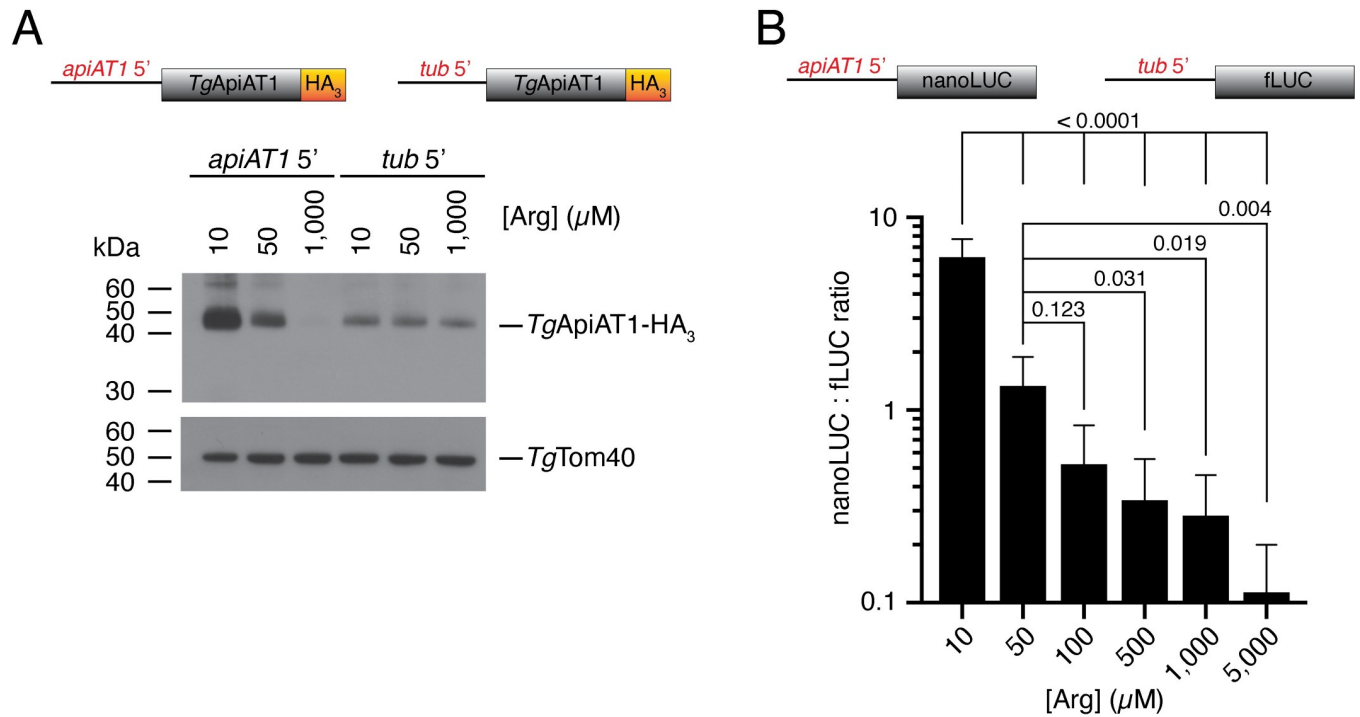 A
apiAT1 5’
TgApiAT1
HA3
tub 5’
TgApiAT1
HA3
apiAT1 5’
tub 5’
10
50
1,000
10
50
1,000
[Arg] (µM)
kDa
60
50
40
30
TgApiAT1-HA3
60
50
40
TgTom40
B
apiAT1 5’
nanoLUC
tub 5’
fLUC
< 0.0001
0.004
0.019
0.031
0.123
nanoLUC : fLUC ratio
10
1
0.1
10
50
100
500
1,000
5,000
[Arg] (µM)